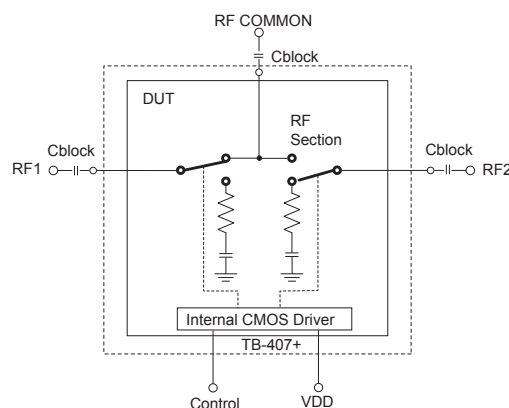 RF COMMON
Cblock
DUT
RF
Section
Cblock
RF1
Cblock
RF2
Internal CMOS Driver
TB-407+
Control
VDD